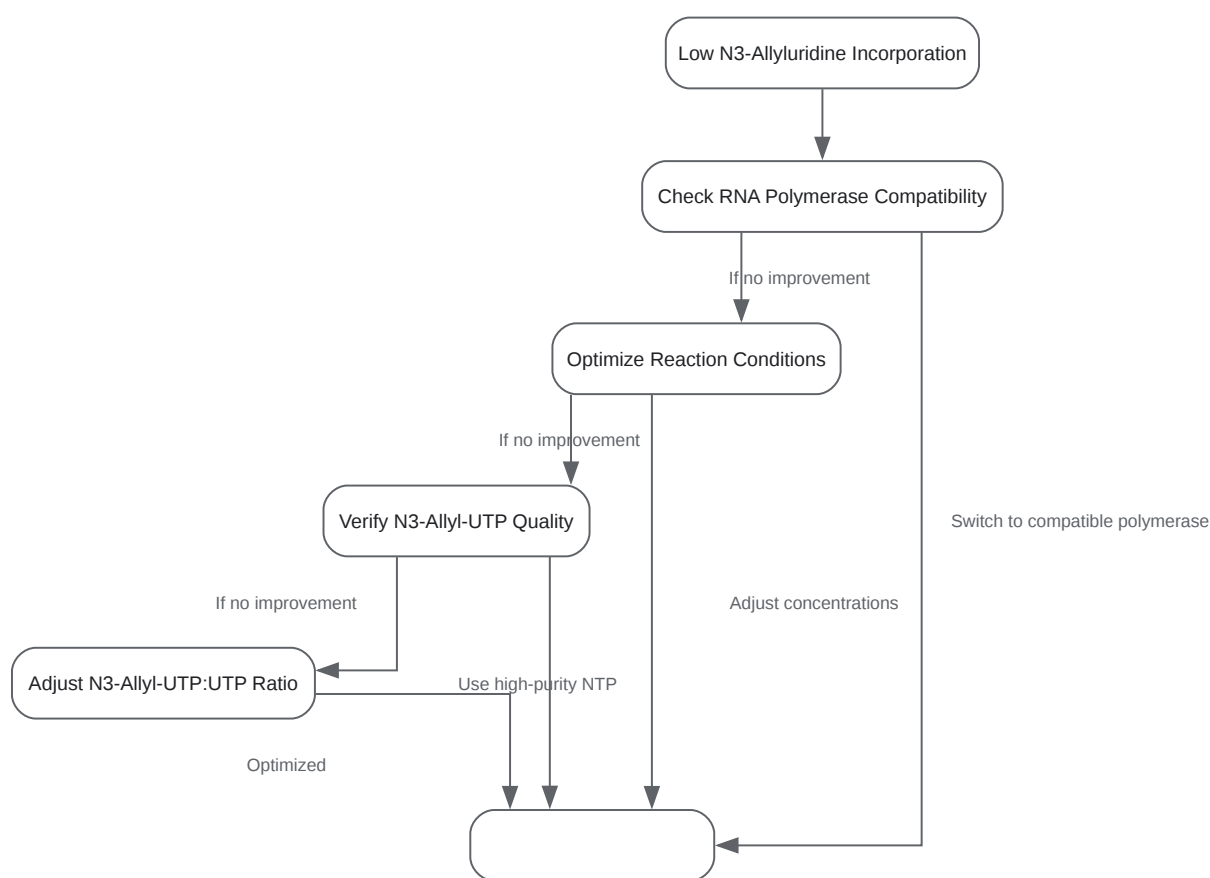 Low N3-Allyluridine Incorporation
Check RNA Polymerase Compatibility
If no improvement
Optimize Reaction Conditions
If no improvement
Verify N3-Allyl-UTP Quality
Switch to compatible polymerase
If no improvement
Adjust concentrations
Adjust N3-Allyl-UTP:UTP Ratio
Use high-purity NTP
Optimized